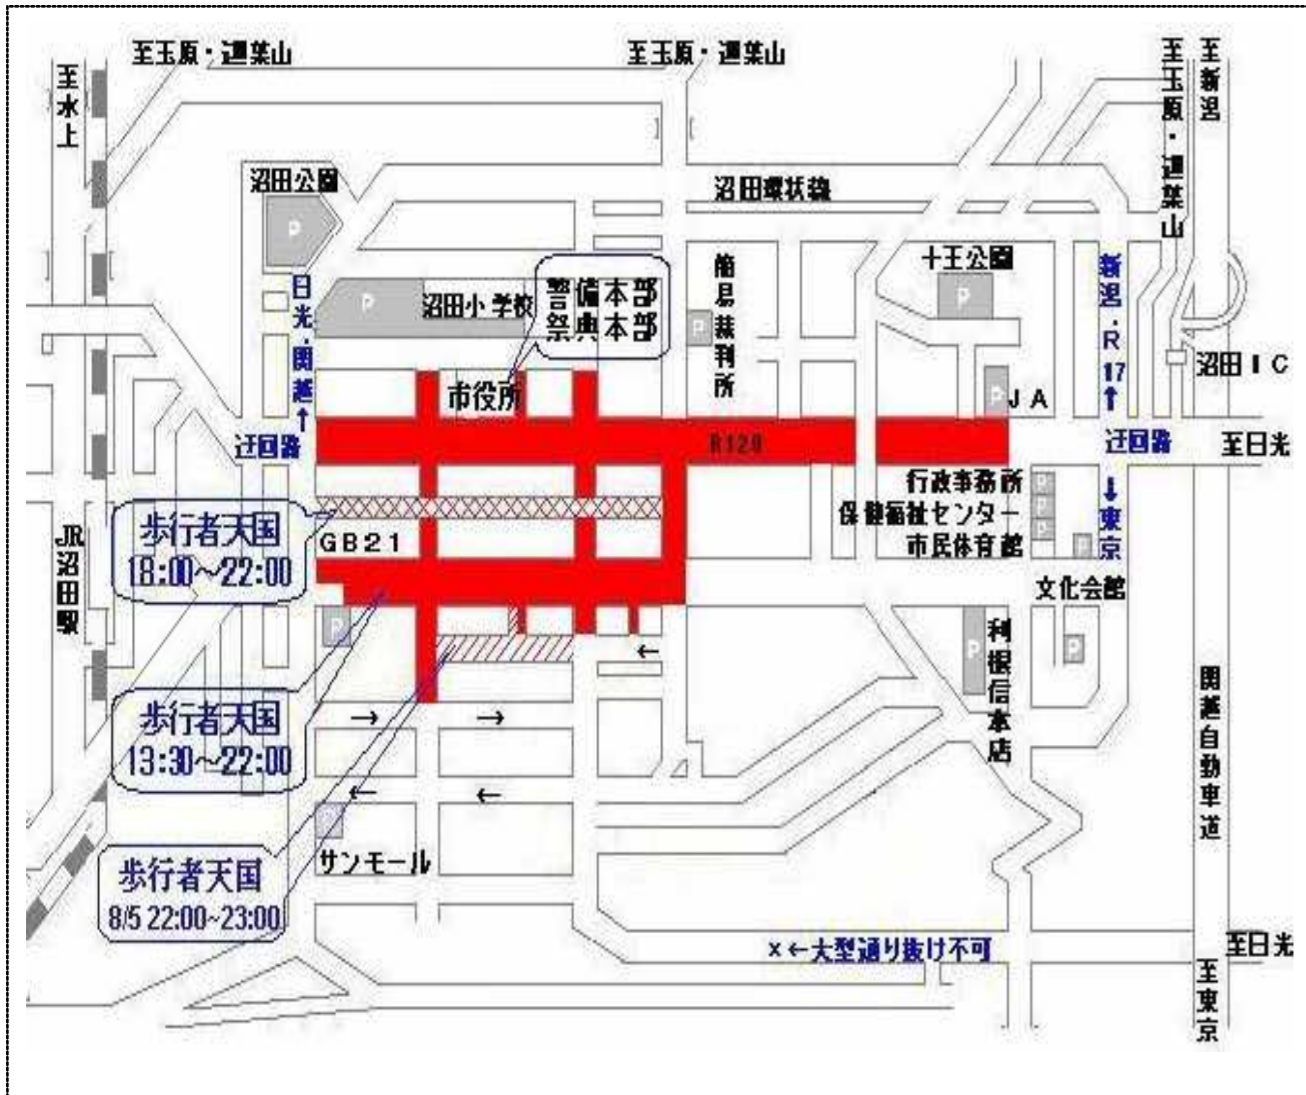 至玉原・迦葉山
至玉原・迦葉山
至水上
至玉原・迦葉山
至新潟
沼田公園
P
沼田環状線
日光・関越↑
P
沼田小学校
警備本部
祭典本部
簡易裁判所
P
十王公園
P
新潟・R17↑
沼田IC
市役所
P
JA
迂回路
R120
迂回路
至日光
行政事務所
P
保健福祉センター
P
市民体育館
P
P
↓東京
歩行者天国
18:00～22:00
GB21
JR沼田駅
文化会館
P
P
利根信本店
P
←
関越自動車道
歩行者天国
13:30～22:00
→
→
←
←
P
サンモール
歩行者天国
8/5 22:00~23:00
×←大型通り抜け不可
至日光
至東京